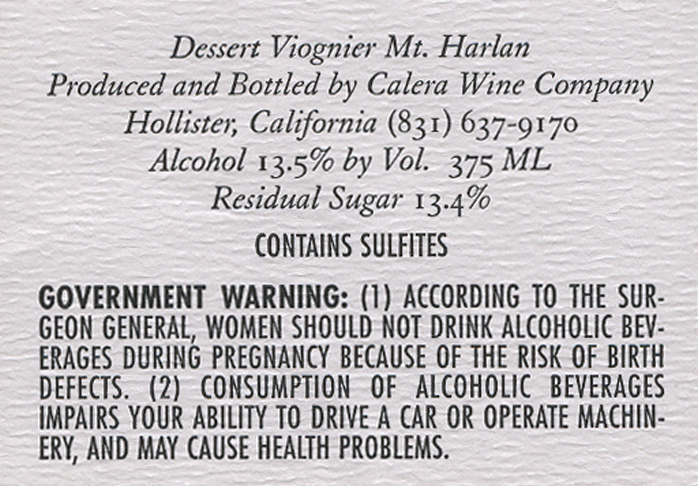 Dessert Viognier Mt. Harlan
Produced and Bottled by Calera Wine Company
Hollister, California (831) 637-9170
Alcohol 13.5% by Vol. 375 ML
Residual Sugar 13.4%
CONTAINS SULFITES
GOVERNMENT WARNING: (1) ACCORDING TO THE SUR-
GEON GENERAL, WOMEN SHOULD NOT DRINK ALCOHOLIC BEV-
ERAGES DURING PREGNANCY BECAUSE OF THE RISK OF BIRTH
DEFECTS. (2) CONSUMPTION OF ALCOHOLIC BEVERAGES
IMPAIRS YOUR ABILITY TO DRIVE A CAR OR OPERATE MACHIN-
ERY, AND MAY CAUSE HEALTH PROBLEMS.